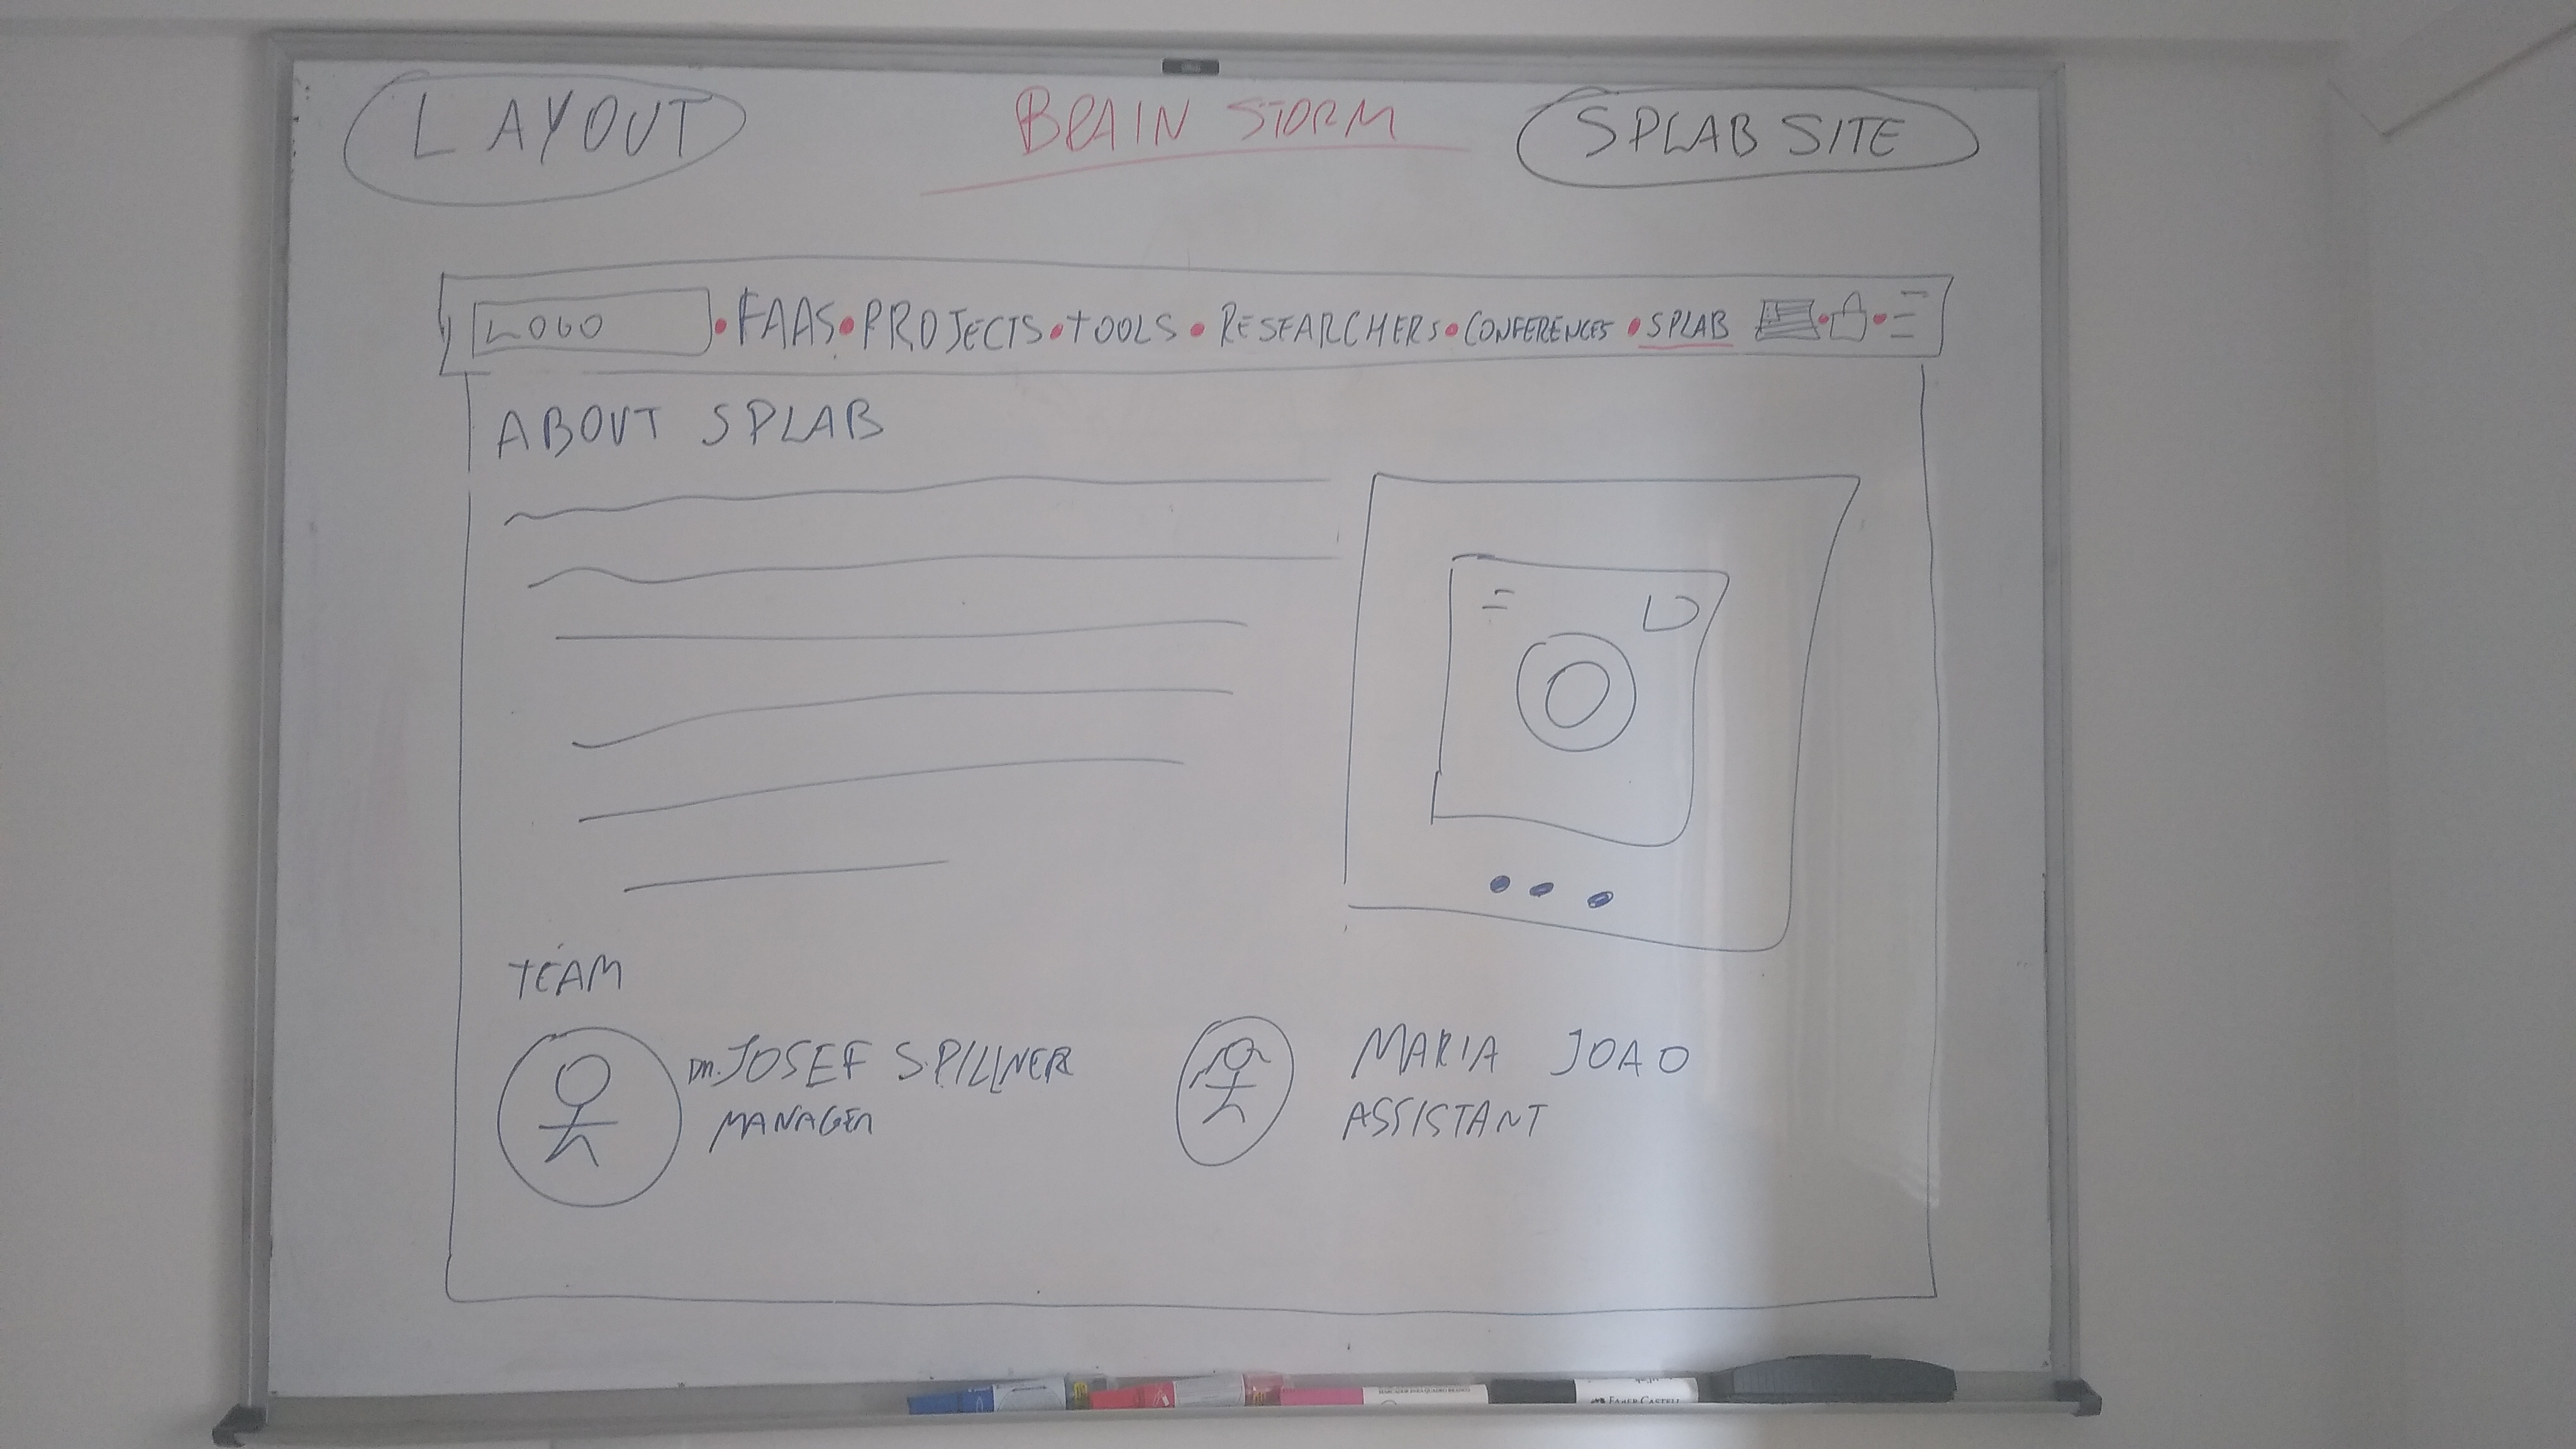 LAYOUT
BRAIN STORM
SPLAB SITE
LOGO
• FAAS • PROJECTS • TOOLS • RESEARCHERS • CONFERENCES • SPLAB
ABOUT SPLAB
TEAM
DR. JOSEF SPILLNER
MANAGER
MARIA JOAO
ASSISTANT
FABER CASTELL